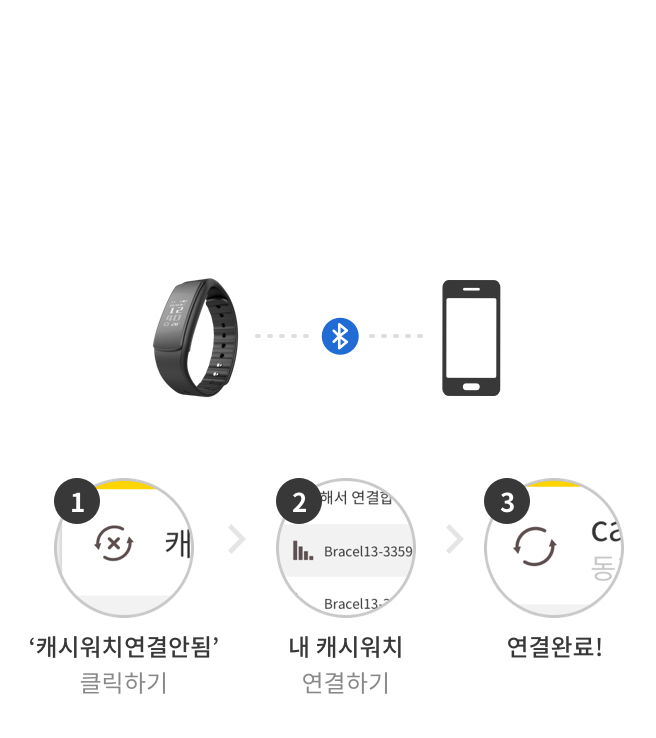 1
캐
2
해서 연결합
Bracel13-3359
Bracel13-
3
ca
동
‘캐시워치연결안됨’
클릭하기
내 캐시워치
연결하기
연결완료!